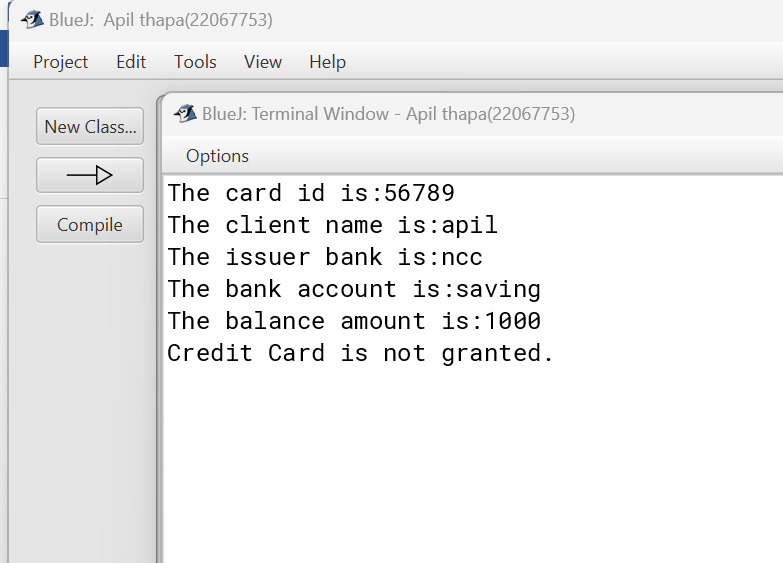 BlueJ:  Apil thapa(22067753)
Project Edit Tools View Help
New Class...
Compile
BlueJ: Terminal Window - Apil thapa(22067753)
Options
The card id is:56789
The client name is:apil
The issuer bank is:ncc
The bank account is:saving
The balance amount is:1000
Credit Card is not granted.